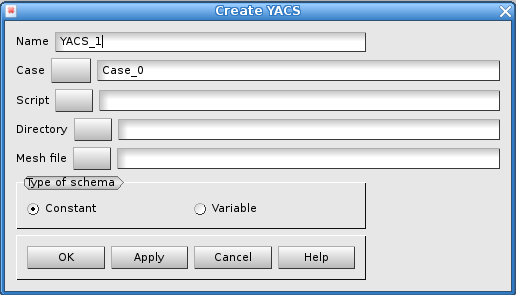 Create YACS
Name YACS_1
Case Case_0
Script
Directory
Mesh file
Type of schema
Constant Variable
OK Apply Cancel Help